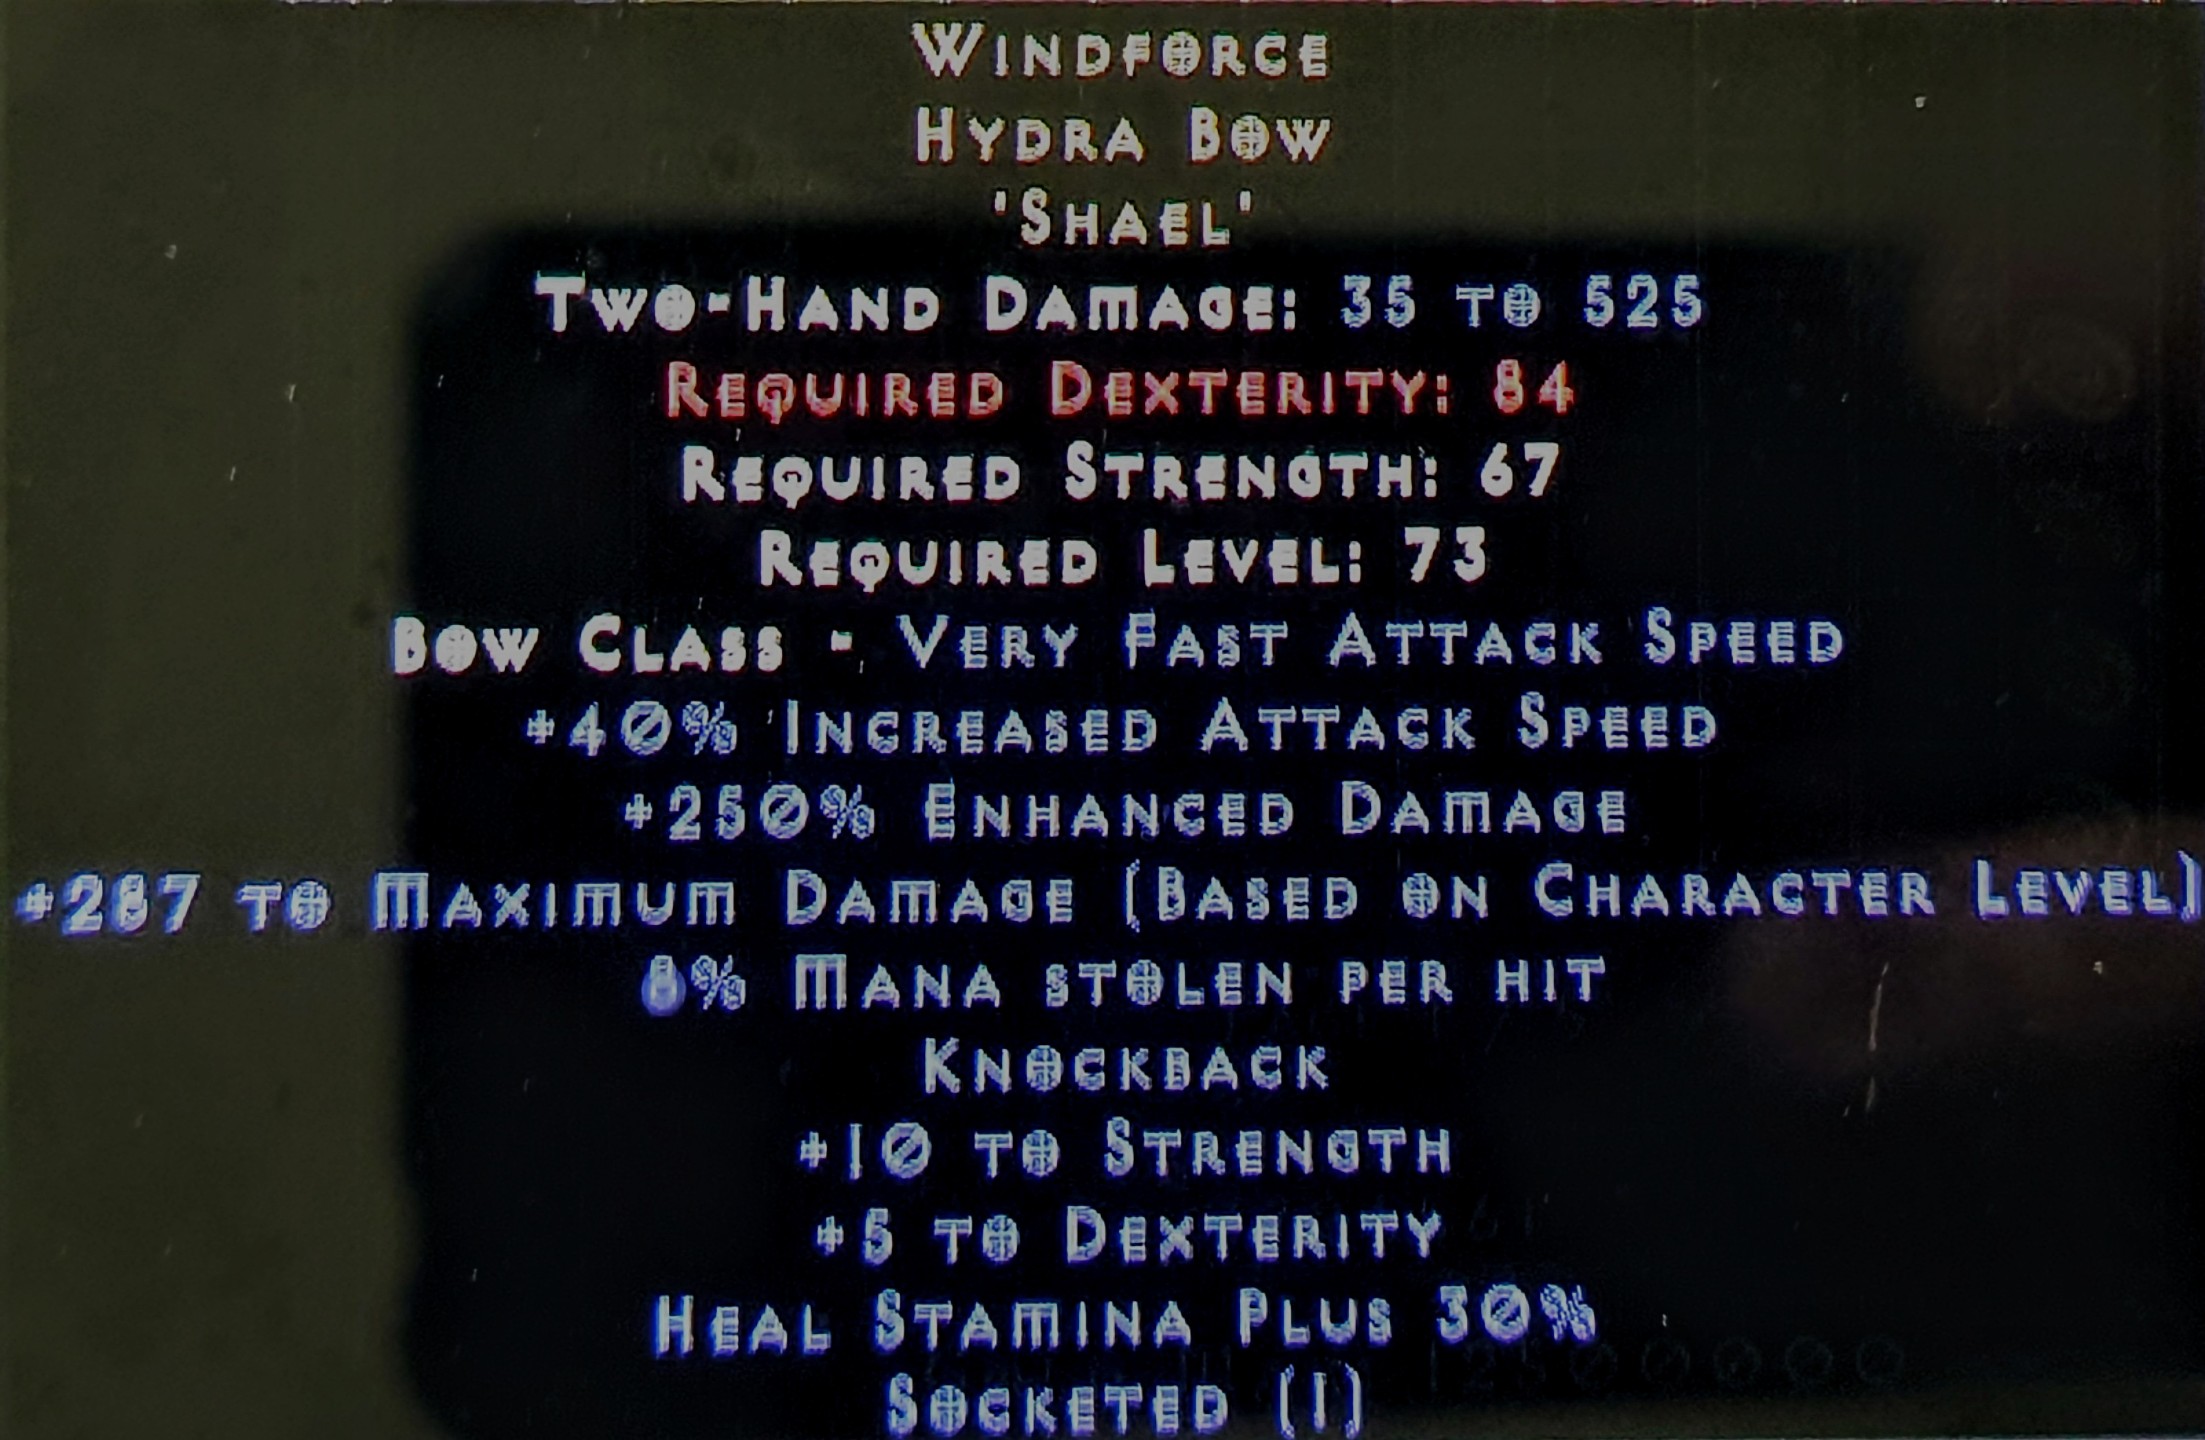 Windforce
Hydra Bow
'Shael'
Two-Hand Damage: 35 to 525
Required Dexterity: 84
Required Strength: 67
Required Level: 73
Bow Class - Very Fast Attack Speed
+40% Increased Attack Speed
+250% Enhanced Damage
+287 to Maximum Damage (Based on Character Level)
8% Mana stolen per hit
Knockback
+10 to Strength
+5 to Dexterity
Heal Stamina Plus 30%
Socketed (1)